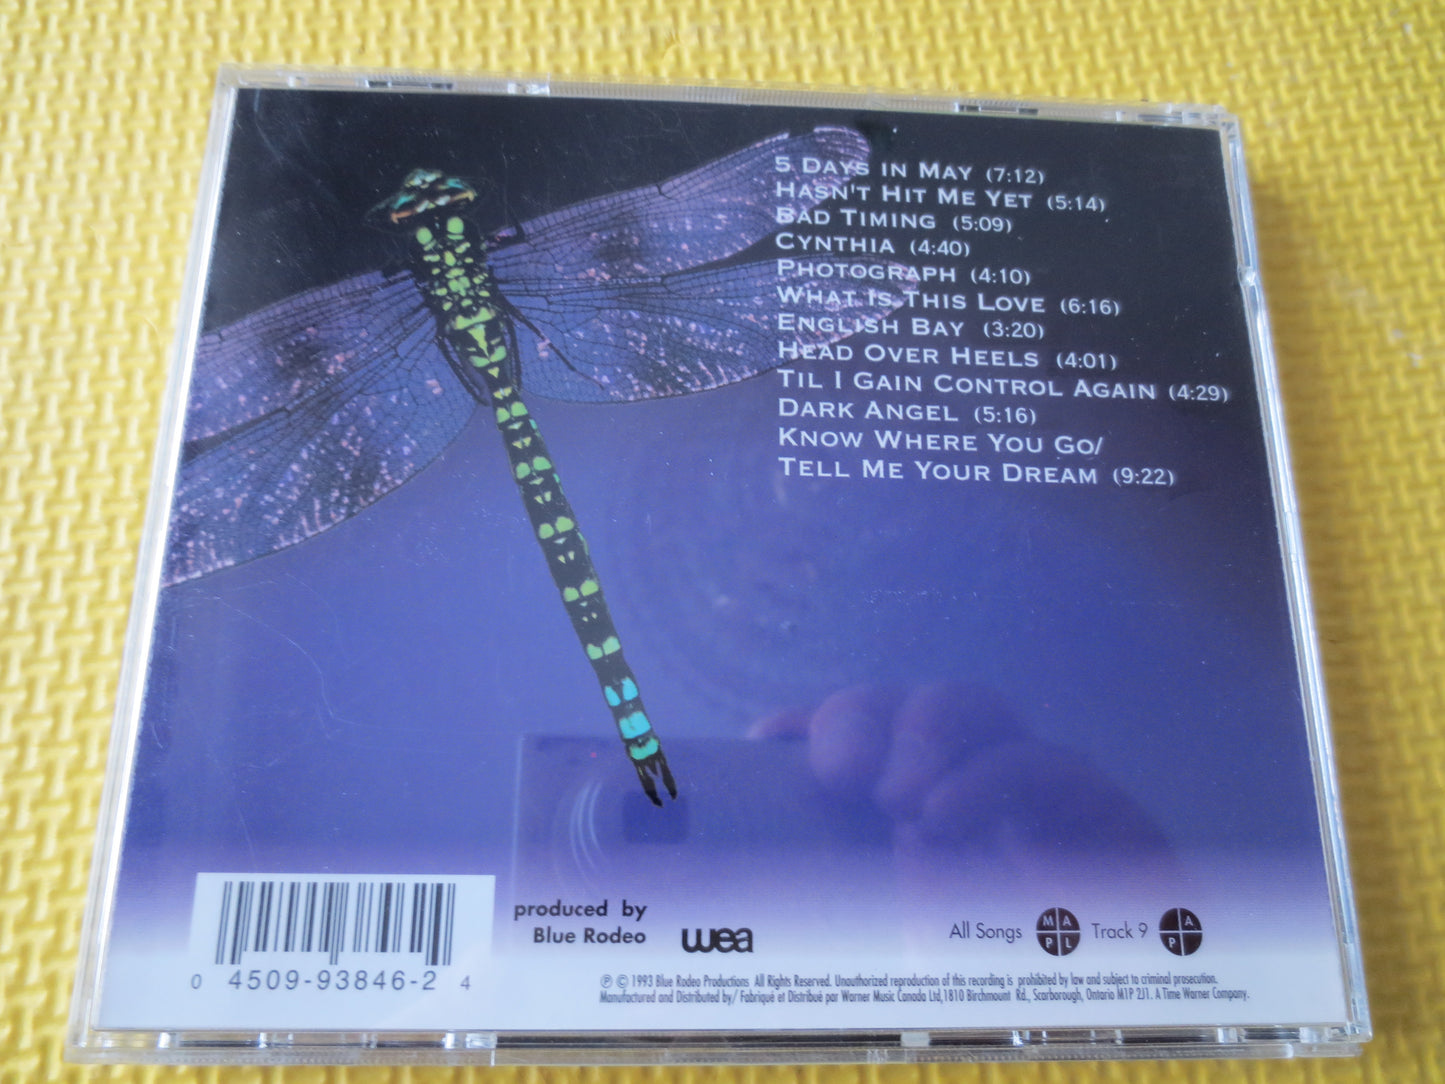 5 Days in May (7:12)
Hasn't Hit Me Yet (5:14)
Bad Timing (5:09)
Cynthia (4:40)
Photograph (4:10)
What Is This Love (6:16)
English Bay (3:20)
Head Over Heels (4:01)
Til I Gain Control Again (4:29)
Dark Angel (5:16)
Know Where You Go/
Tell Me Your Dream (9:22)
produced by
Blue Rodeo
wea
All Songs MAPL Track 9 APA
0 4509-93846-2 4
℗ © 1993 Blue Rodeo Productions All Rights Reserved. Unauthorized reproduction of this recording is prohibited by law and subject to criminal prosecution.
Manufactured and Distributed by/ Fabriqué et Distribué par Warner Music Canada Ltd,1810 Birchmount Rd., Scarborough, Ontario M1P 2J1. A Time Warner Company.